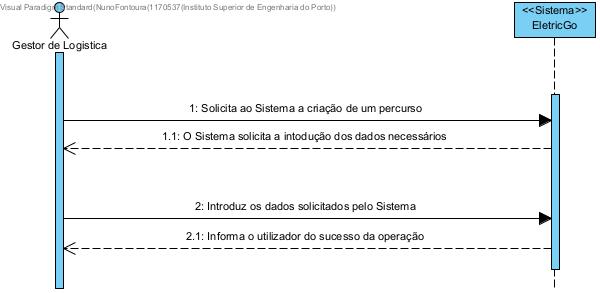 Visual Paradigm Standard(NunoFontoura(1170537(Instituto Superior de Engenharia do Porto))
<<Sistema>>
EletricGo
Gestor de Logistica
1: Solicita ao Sistema a criação de um percurso
1.1: O Sistema solicita a intodução dos dados necessários
2: Introduz os dados solicitados pelo Sistema
2.1: Informa o utilizador do sucesso da operação